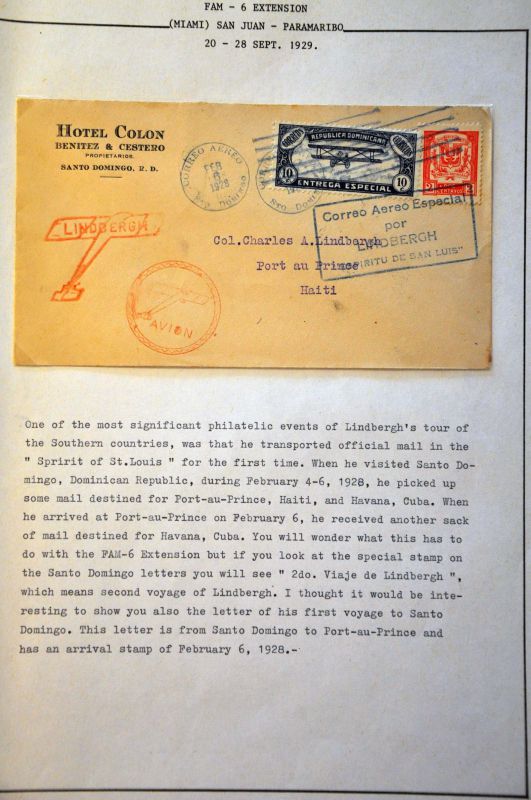 FAM - 6 EXTENSION
(MIAMI) SAN JUAN - PARAMARIBO
20 - 28 SEPT. 1929.
HOTEL COLON
BENITEZ & CESTERO
PROPIETARIOS
SANTO DOMINGO, R. D.
CORREO AEREO
FEB
6
1928
STO DOMINGO
REPUBLICA DOMINICANA
CORREOS
CORREOS
10
10
ENTREGA ESPECIAL
STO DOMINGO
Correo Aereo Especial
por
LINDBERGH
"ESPIRITU DE SAN LUIS"
LINDBERGH
Col.Charles A.Lindbergh
Port au Prince
Haiti
AVION
One of the most significant philatelic events of Lindbergh's tour of
the Southern countries, was that he transported official mail in the
" Spririt of St.Louis " for the first time. When he visited Santo Do-
mingo, Dominican Republic, during February 4-6, 1928, he picked up
some mail destined for Port-au-Prince, Haiti, and Havana, Cuba. When
he arrived at Port-au-Prince on February 6, he received another sack
of mail destined for Havana, Cuba. You will wonder what this has to
do with the FAM-6 Extension but if you look at the special stamp on
the Santo Domingo letters you will see " 2do. Viaje de Lindbergh ",
which means second voyage of Lindbergh. I thought it would be inte-
resting to show you also the letter of his first voyage to Santo
Domingo. This letter is from Santo Domingo to Port-au-Prince and
has an arrival stamp of February 6, 1928.-